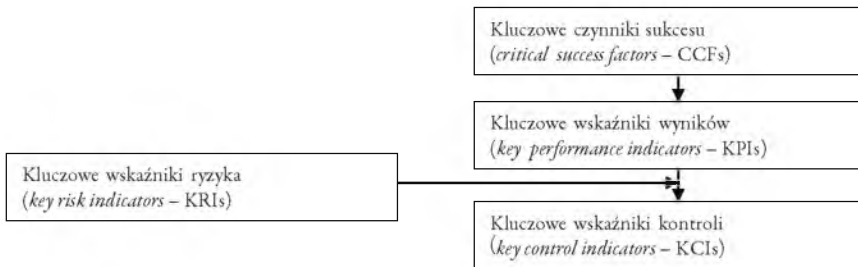 Kluczowe czynniki sukcesu
(critical success factors – CCFs)
Kluczowe wskaźniki wyników
(key performance indicators – KPIs)
Kluczowe wskaźniki ryzyka
(key risk indicators – KRIs)
Kluczowe wskaźniki kontroli
(key control indicators – KCIs)